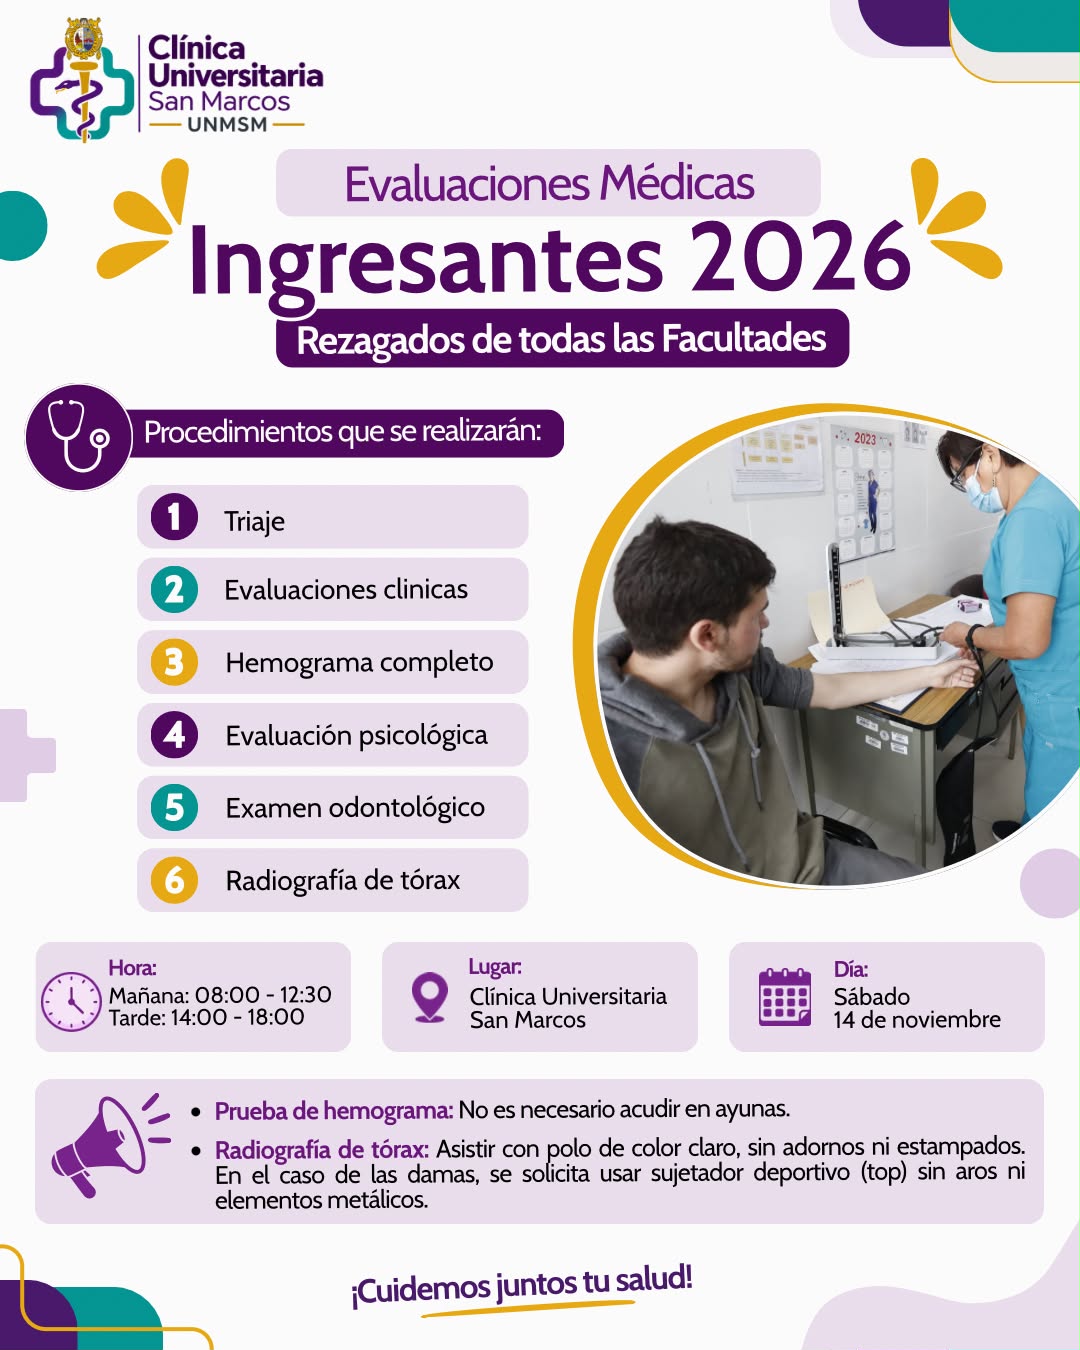 Clínica
Universitaria
San Marcos
UNMSM
Evaluaciones Médicas
Ingresantes 2026
Rezagados de todas las Facultades
Procedimientos que se realizarán:
1 Triaje
2 Evaluaciones clinicas
3 Hemograma completo
4 Evaluación psicológica
5 Examen odontológico
6 Radiografía de tórax
2023
Hora:
Mañana: 08:00 - 12:30
Tarde: 14:00 - 18:00
Lugar:
Clínica Universitaria
San Marcos
Día:
Sábado
14 de noviembre
• Prueba de hemograma: No es necesario acudir en ayunas.
• Radiografía de tórax: Asistir con polo de color claro, sin adornos ni estampados.
En el caso de las damas, se solicita usar sujetador deportivo (top) sin aros ni
elementos metálicos.
¡Cuidemos juntos tu salud!